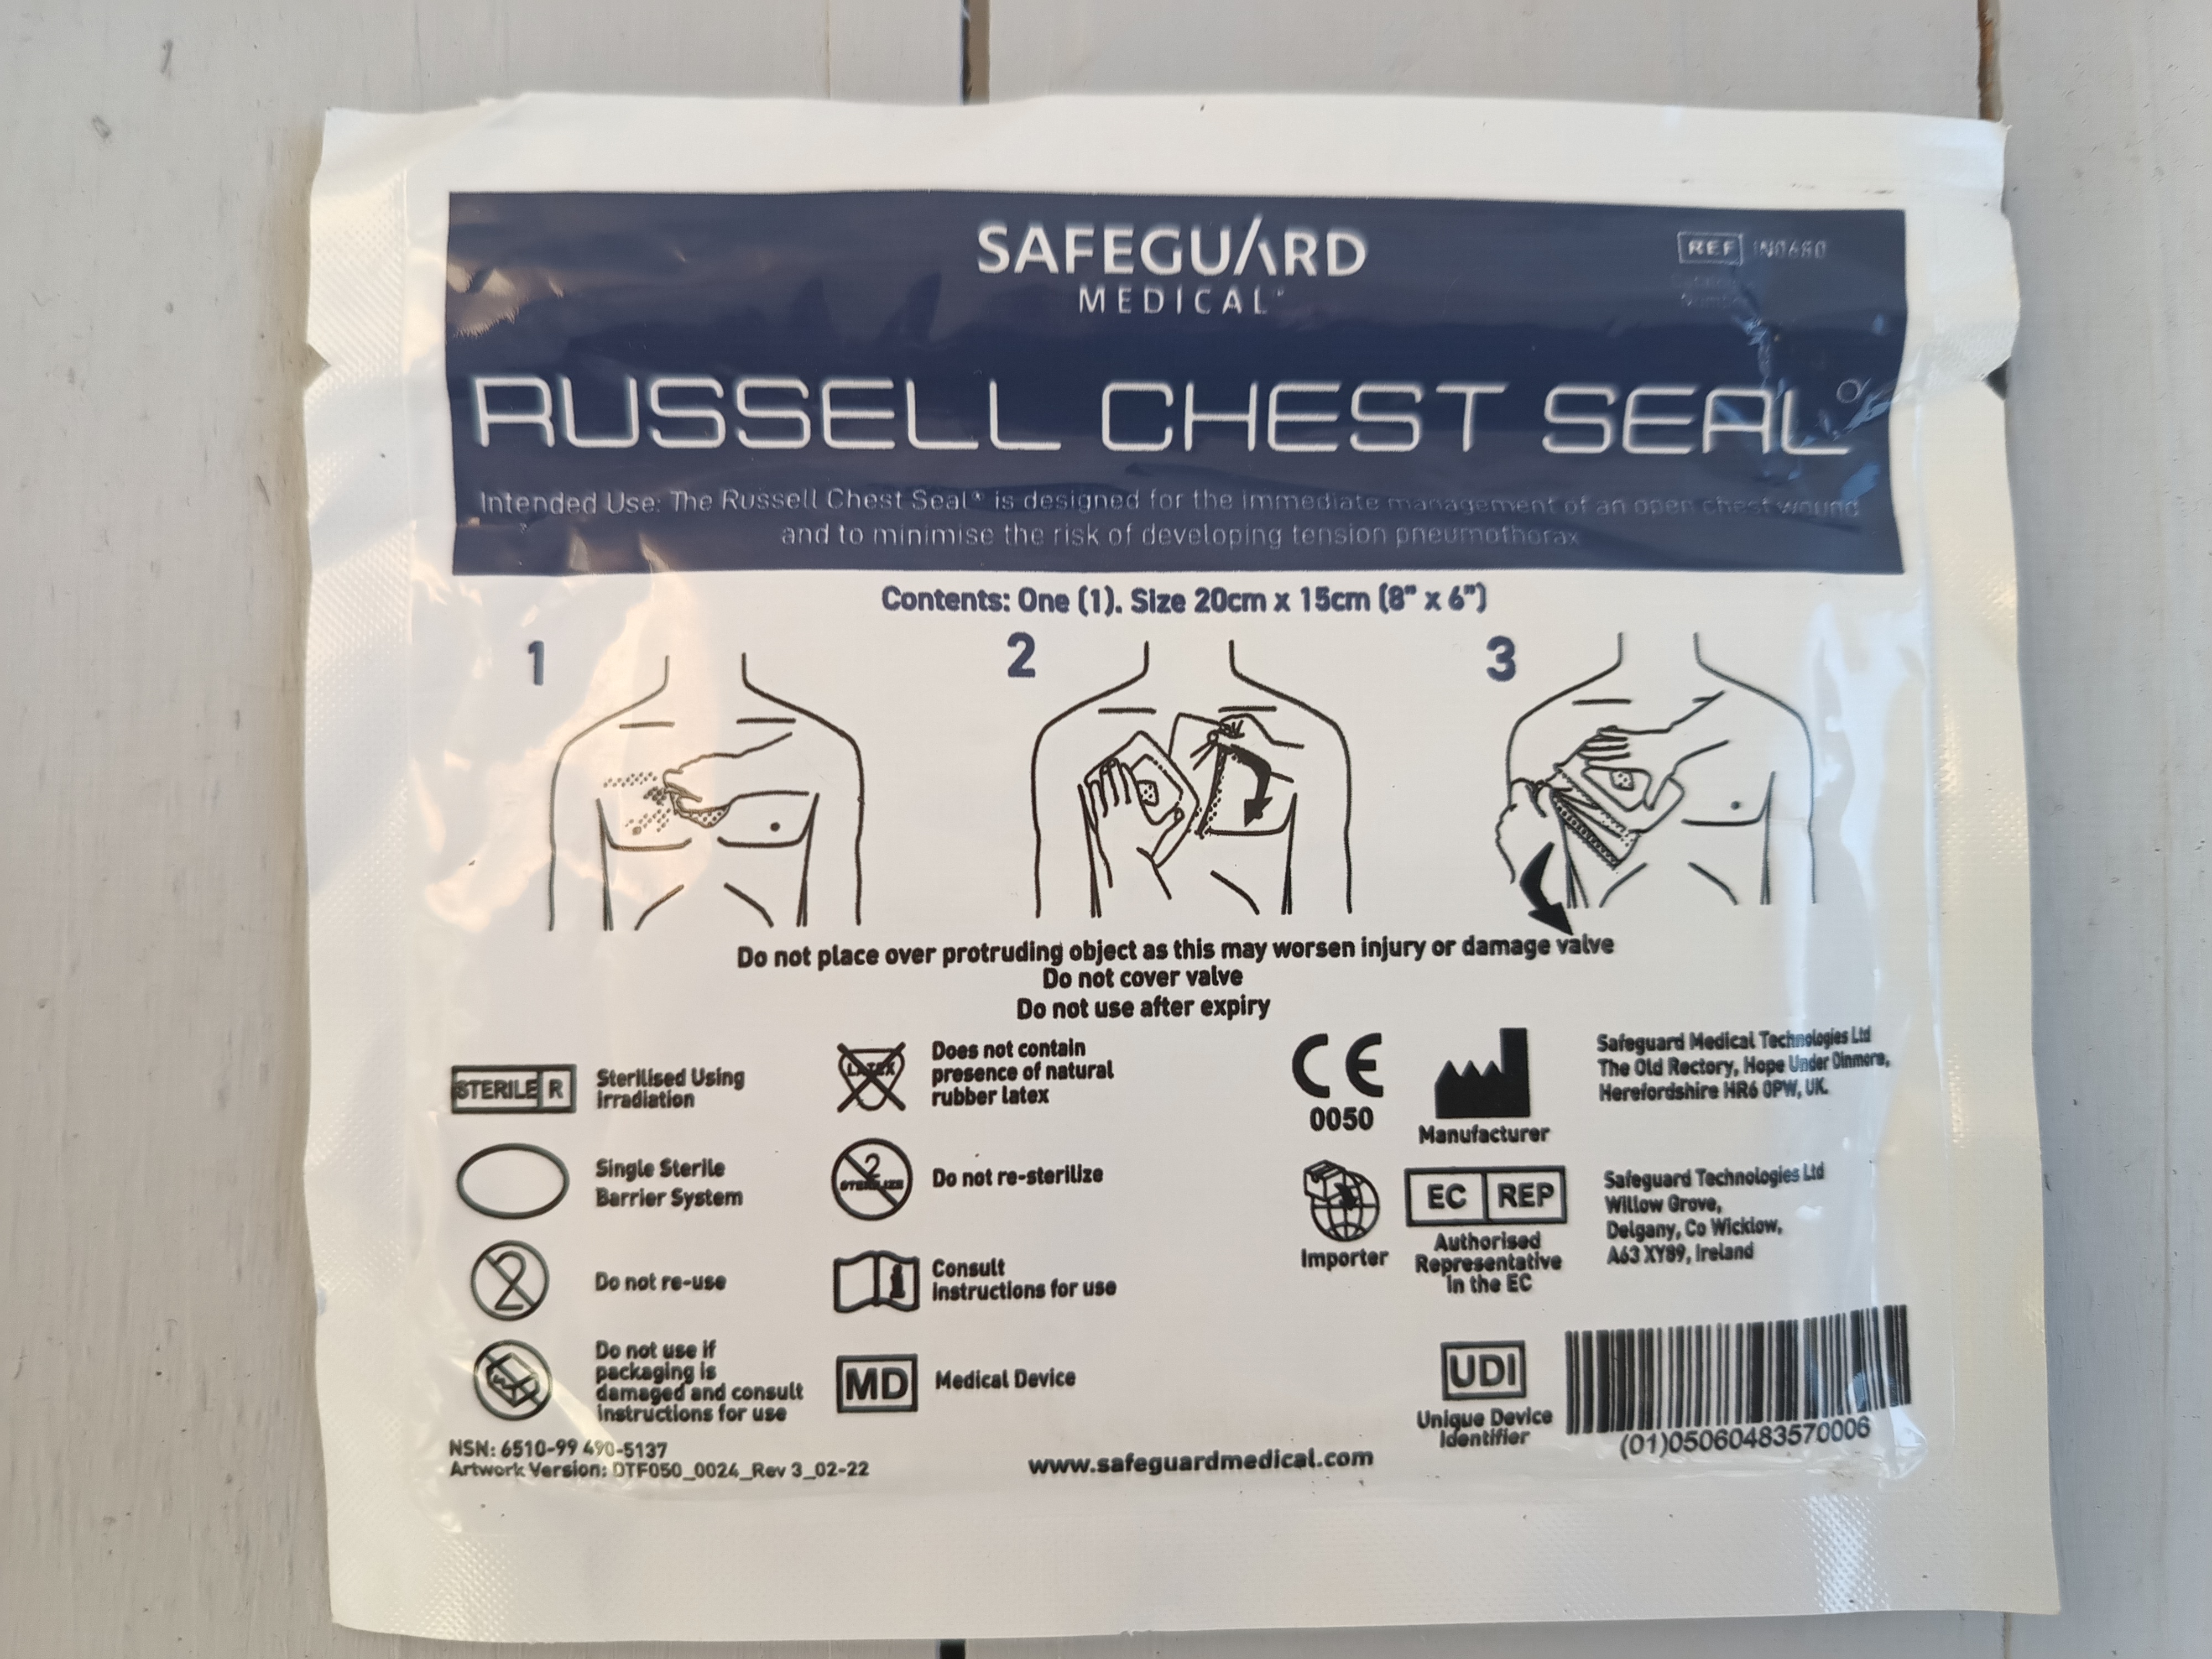 SAFEGUARD
MEDICAL™
REF
RUSSELL CHEST SEAL
Intended Use: The Russell Chest Seal® is designed for the immediate management of an open chest wound
and to minimise the risk of developing tension pneumothorax
Contents: One (1). Size 20cm x 15cm (8" x 6")
1
2
3
Do not place over protruding object as this may worsen injury or damage valve
Do not cover valve
Do not use after expiry
STERILE R
Sterilised Using
irradiation
Single Sterile
Barrier System
2
Do not re-use
Do not use if
packaging is
damaged and consult
instructions for use
LATEX
Does not contain
presence of natural
rubber latex
2
STERILIZE
Do not re-sterilize
i
Consult
instructions for use
MD
Medical Device
CE
0050
Manufacturer
Safeguard Medical Technologies Ltd
The Old Rectory, Hope Under Dinmore,
Herefordshire HR6 0PW, UK.
Importer
EC REP
Authorised
Representative
in the EC
Safeguard Technologies Ltd
Willow Grove,
Delgany, Co Wicklow,
A63 XY89, Ireland
UDI
Unique Device
Identifier
(01)05060483570006
NSN: 6510-99 490-5137
Artwork Version: DTF050_0024_Rev 3_02-22
www.safeguardmedical.com